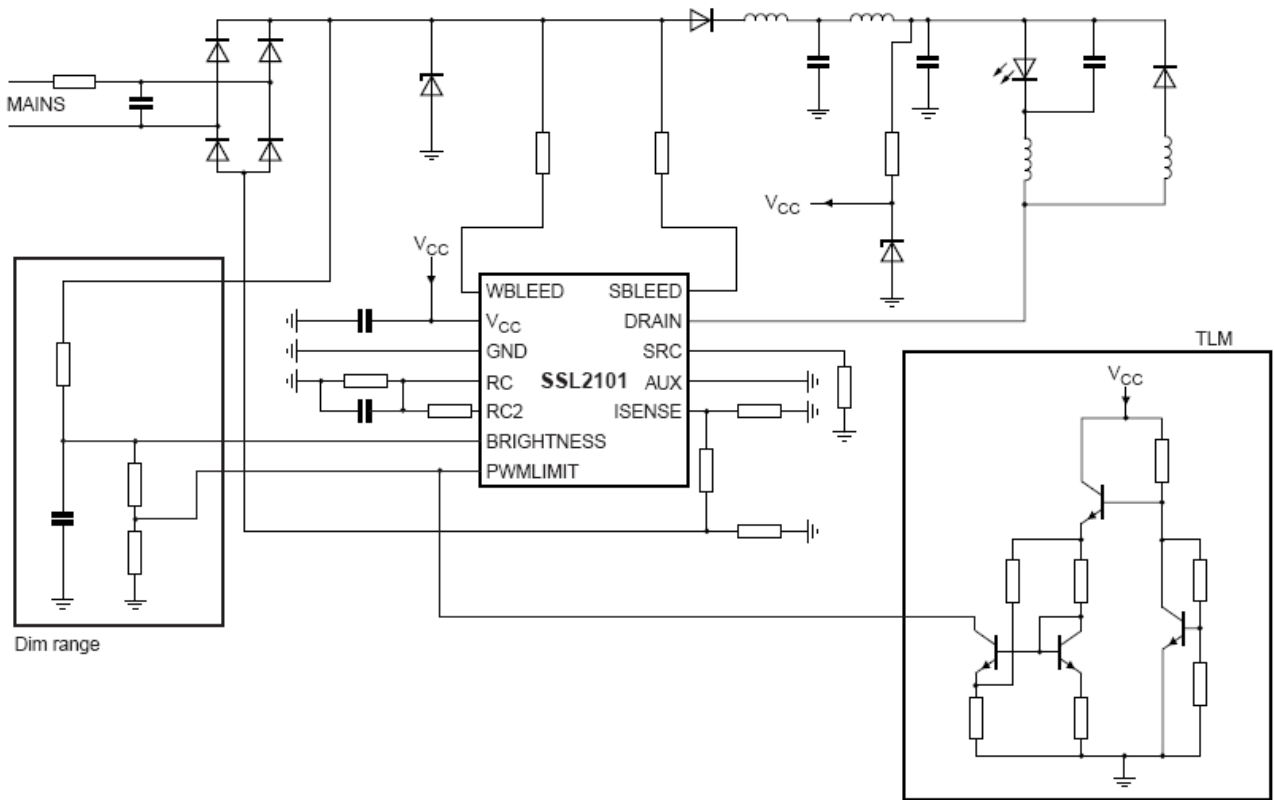 MAINS
VCC
VCC
WBLEED SBLEED
VCC DRAIN
GND SRC
RC SSL2101 AUX
RC2 ISENSE
BRIGHTNESS
PWMLIMIT
TLM
VCC
Dim range